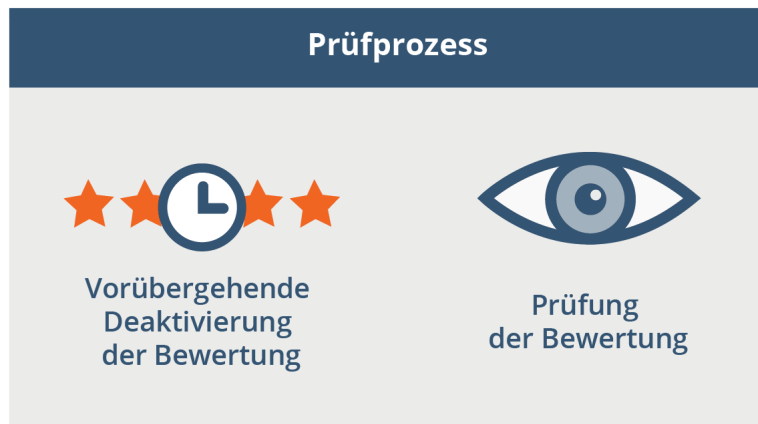 Prüfprozess
Vorübergehende
Deaktivierung
der Bewertung
Prüfung
der Bewertung